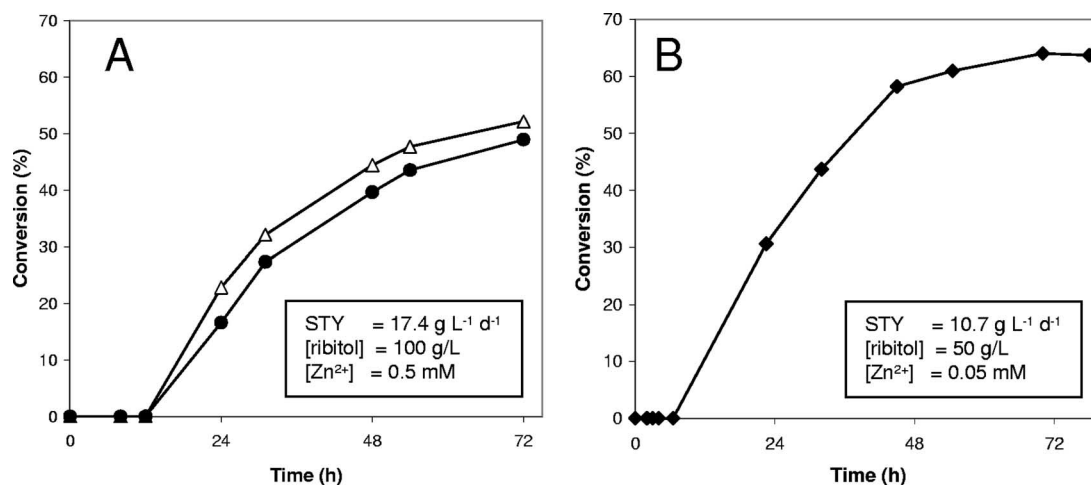 A
70
60
50
40
30
20
10
0
Conversion (%)
STY = 17.4 g L⁻¹ d⁻¹
[ribitol] = 100 g/L
[Zn²⁺] = 0.5 mM
0 24 48 72
Time (h)
B
70
60
50
40
30
20
10
0
Conversion (%)
STY = 10.7 g L⁻¹ d⁻¹
[ribitol] = 50 g/L
[Zn²⁺] = 0.05 mM
0 24 48 72
Time (h)